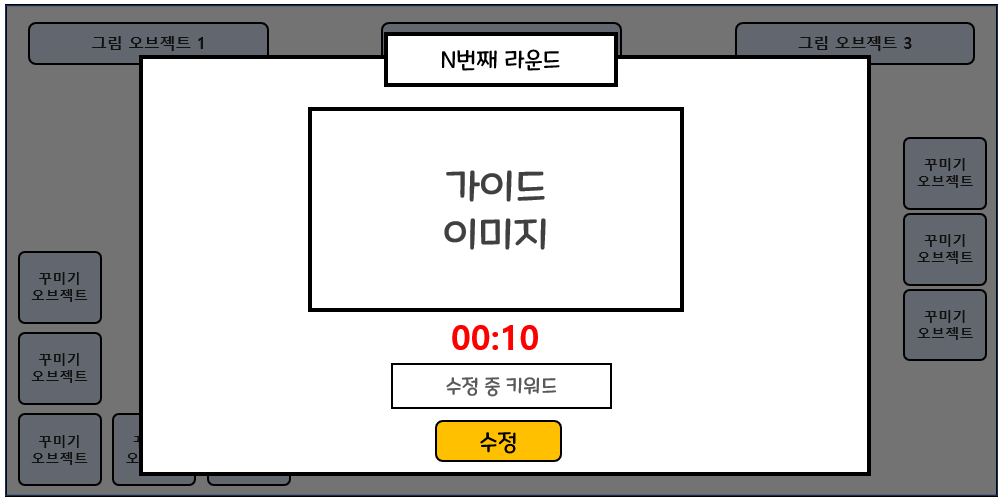 그림 오브젝트 1
그림 오브젝트 3
N번째 라운드
가이드
이미지
00:10
수정 중 키워드
수정
꾸미기
오브젝트
꾸미기
오브젝트
꾸미기
오브젝트
꾸미기
오브젝트
꾸미기
오브젝트
꾸미기
오브젝트